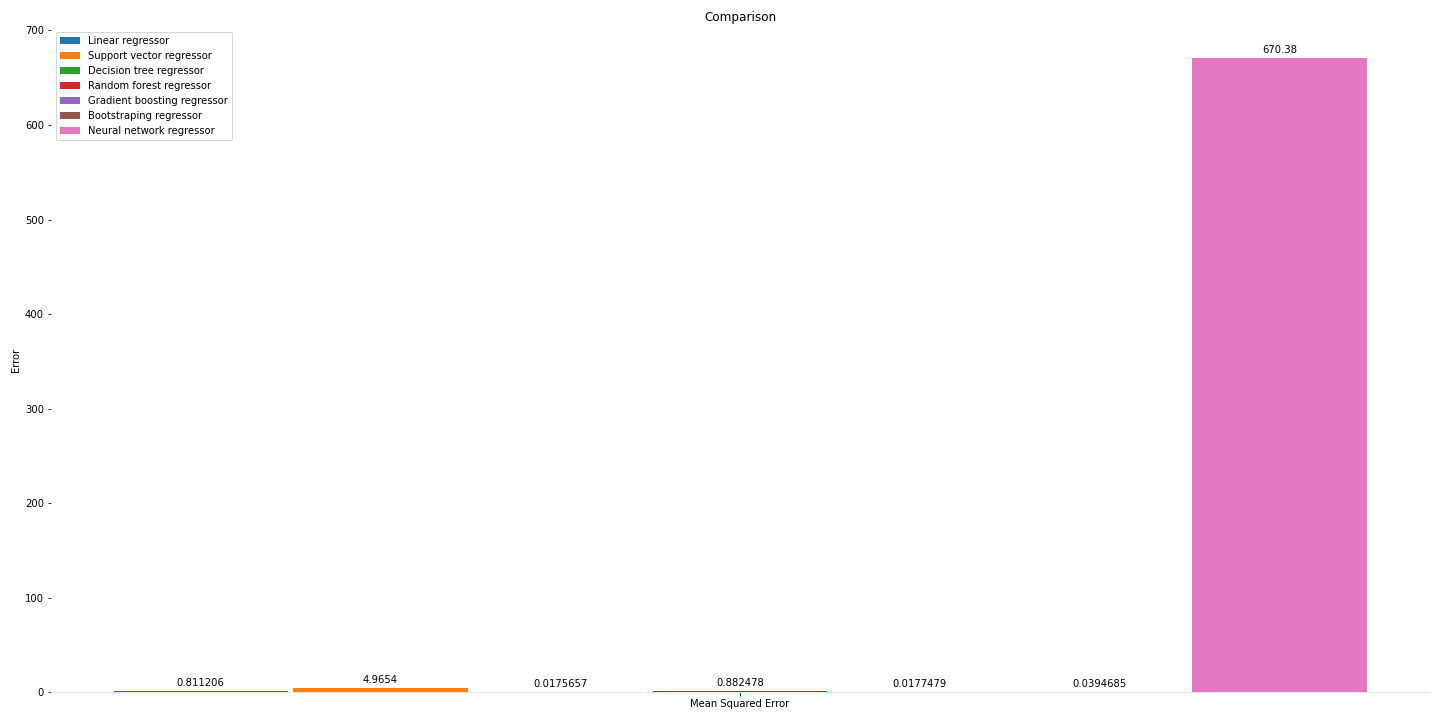 Comparison
Linear regressor
Support vector regressor
Decision tree regressor
Random forest regressor
Gradient boosting regressor
Bootstraping regressor
Neural network regressor
Error
700
600
500
400
300
200
100
0
0.811206
4.9654
0.0175657
0.882478
0.0177479
0.0394685
670.38
Mean Squared Error